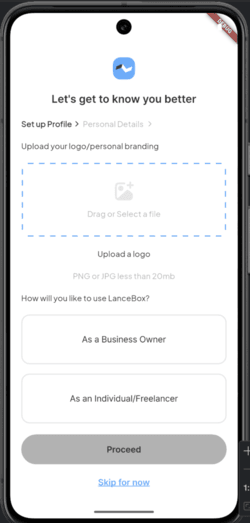 Let's get to know you better
Set up Profile > Personal Details >
Upload your logo/personal branding
Drag or Select a file
Upload a logo
PNG or JPG less than 20mb
How will you like to use LanceBox?
As a Business Owner
As an Individual/Freelancer
Proceed
Skip for now